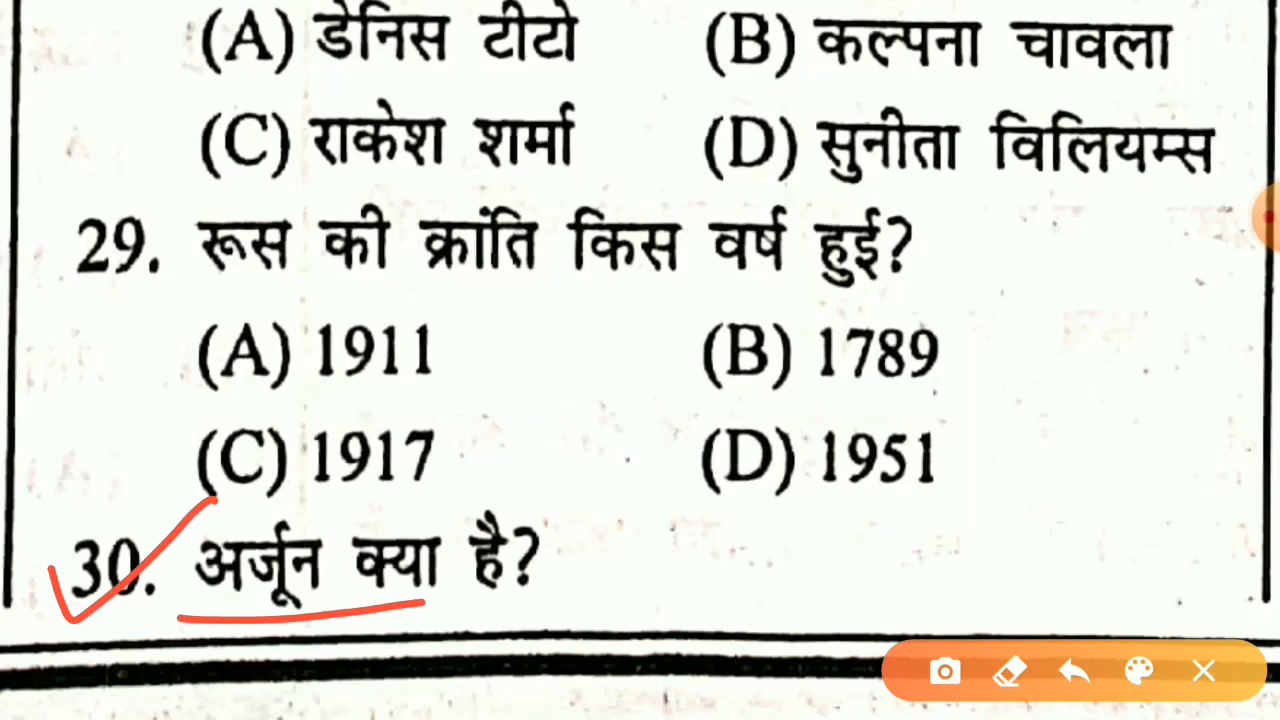 (A) डेनिस टीटो (B) कल्पना चावला
(C) राकेश शर्मा (D) सुनीता विलियम्स
29. रूस की क्रांति किस वर्ष हुई?
(A) 1911 (B) 1789
(C) 1917 (D) 1951
30. अर्जून क्या है?